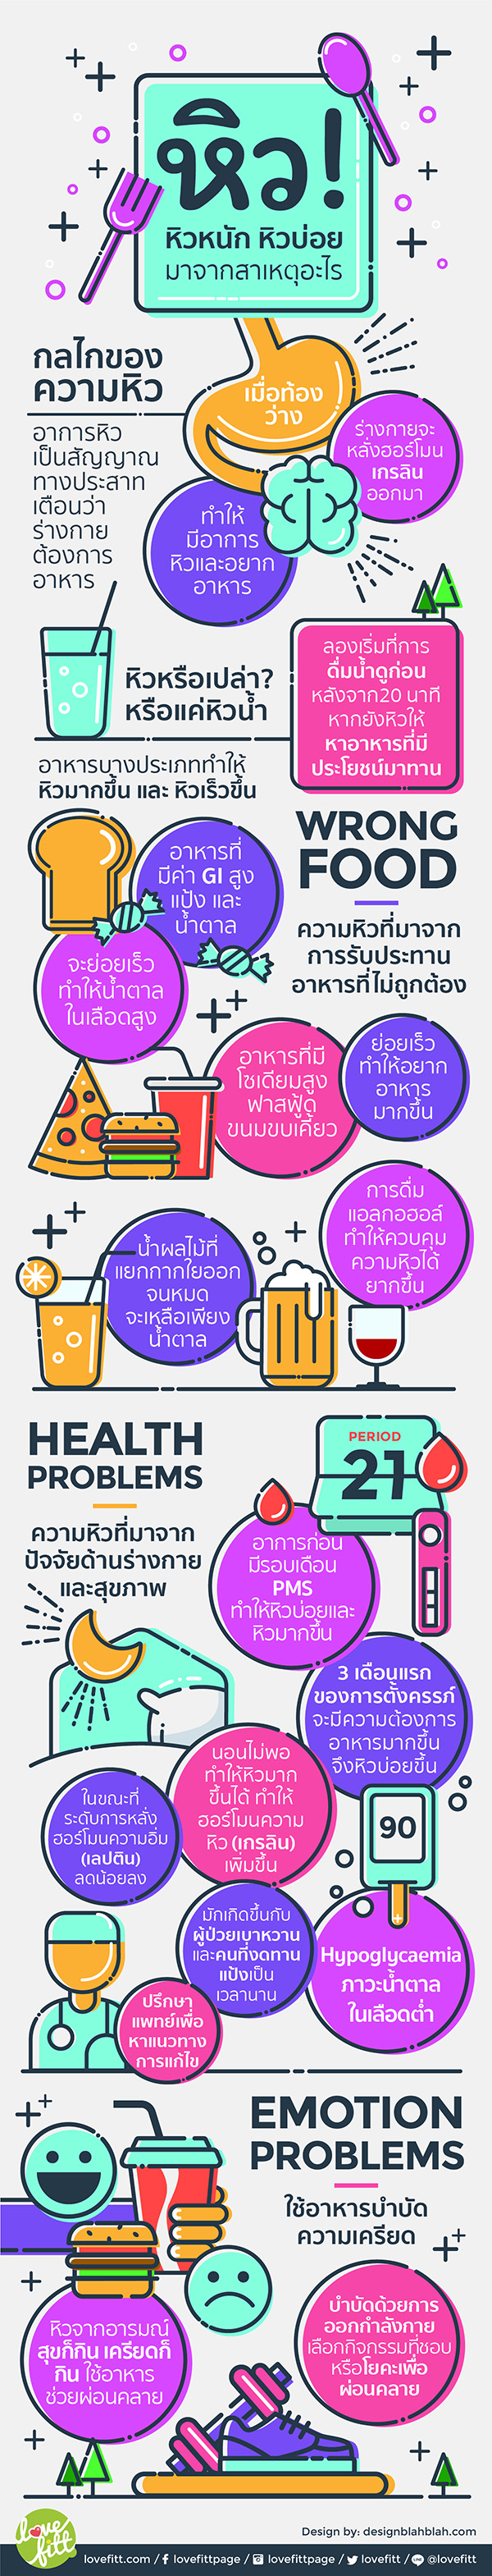 หิว!
หิวหนัก หิวบ่อย
มาจากสาเหตุอะไร
กลไกของ
ความหิว
อาการหิว
เป็นสัญญาณ
ทางประสาท
เตือนว่า
ร่างกาย
ต้องการ
อาหาร
เมื่อท้อง
ว่าง
ร่างกายจะ
หลั่งฮอร์โมน
เกรลิน
ออกมา
ทำให้
มีอาการ
หิวและอยาก
อาหาร
หิวหรือเปล่า?
หรือแค่หิวน้ำ
ลองเริ่มที่การ
ดื่มน้ำดูก่อน
หลังจาก20 นาที
หากยังหิวให้
หาอาหารที่มี
ประโยชน์มาทาน
อาหารบางประเภททำให้
หิวมากขึ้น และ หิวเร็วขึ้น
WRONG
FOOD
ความหิวที่มาจาก
การรับประทาน
อาหารที่ไม่ถูกต้อง
อาหารที่
มีค่า GI สูง
แป้ง และ
น้ำตาล
จะย่อยเร็ว
ทำให้น้ำตาล
ในเลือดสูง
อาหารที่มี
โซเดียมสูง
ฟาสฟู้ด
ขนมขบเคี้ยว
ย่อยเร็ว
ทำให้อยาก
อาหาร
มากขึ้น
การดื่ม
แอลกอฮอล์
ทำให้ควบคุม
ความหิวได้
ยากขึ้น
น้ำผลไม้ที่
แยกกากใยออก
จนหมด
จะเหลือเพียง
น้ำตาล
HEALTH
PROBLEMS
ความหิวที่มาจาก
ปัจจัยด้านร่างกาย
และสุขภาพ
PERIOD
21
อาการก่อน
มีรอบเดือน
PMS
ทำให้หิวบ่อยและ
หิวมากขึ้น
3 เดือนแรก
ของการตั้งครรภ์
จะมีความต้องการ
อาหารมากขึ้น
จึงหิวบ่อยขึ้น
นอนไม่พอ
ทำให้หิวมาก
ขึ้นได้ ทำให้
ฮอร์โมนความ
หิว (เกรลิน)
เพิ่มขึ้น
ในขณะที่
ระดับการหลั่ง
ฮอร์โมนความอิ่ม
(เลปติน)
ลดน้อยลง
90
Hypoglycaemia
ภาวะน้ำตาล
ในเลือดต่ำ
มักเกิดขึ้นกับ
ผู้ป่วยเบาหวาน
และคนที่งดทาน
แป้งเป็น
เวลานาน
ปรึกษา
แพทย์เพื่อ
หาแนวทาง
การแก้ไข
EMOTION
PROBLEMS
ใช้อาหารบำบัด
ความเครียด
หิวจากอารมณ์
สุขก็กิน เครียดก็
กิน ใช้อาหาร
ช่วยผ่อนคลาย
บำบัดด้วยการ
ออกกำลังกาย
เลือกกิจกรรมที่ชอบ
หรือโยคะเพื่อ
ผ่อนคลาย
love
fitt
Design by: designblahblah.com
lovefitt.com / lovefittpage / lovefittpage / lovefitt / @lovefitt